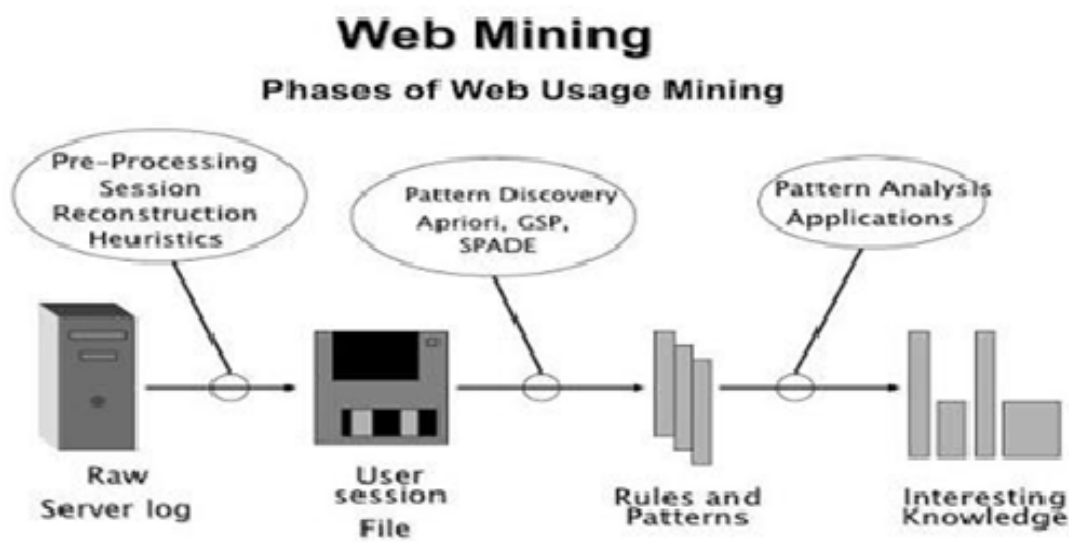 Web Mining
Phases of Web Usage Mining
Pre-Processing
Session
Reconstruction
Heuristics
Pattern Discovery
Apriori, GSP,
SPADE
Pattern Analysis
Applications
Raw
Server log
User
session
File
Rules and
Patterns
Interesting
Knowledge